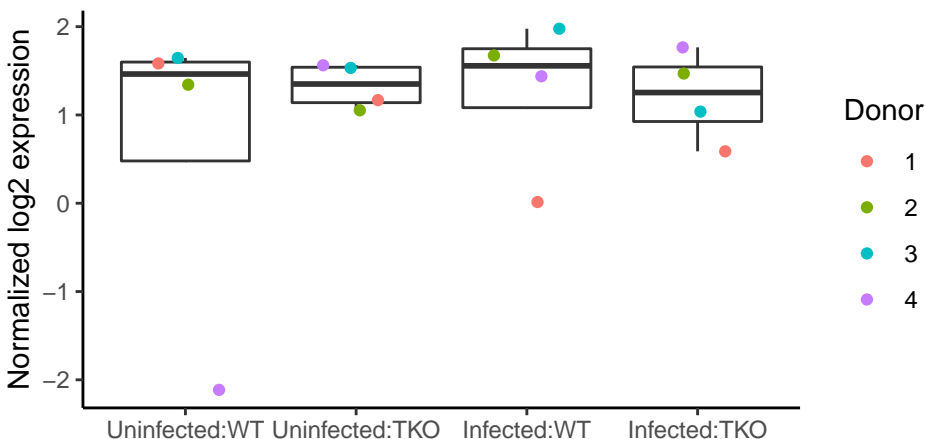 Normalized log2 expression
2
1
0
−1
−2
Uninfected:WT
Uninfected:TKO
Infected:WT
Infected:TKO
Donor
1
2
3
4